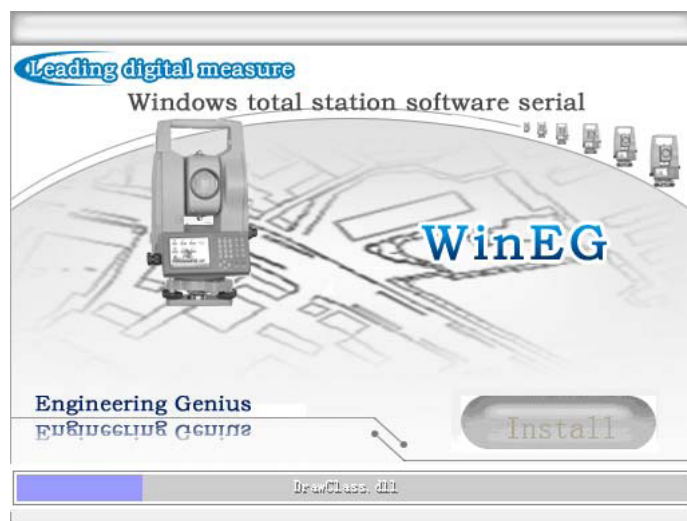 Leading digital measure
Windows total station software serial
WinEG
Engineering Genius
Engineering Genius
Install
DrawClass.dll